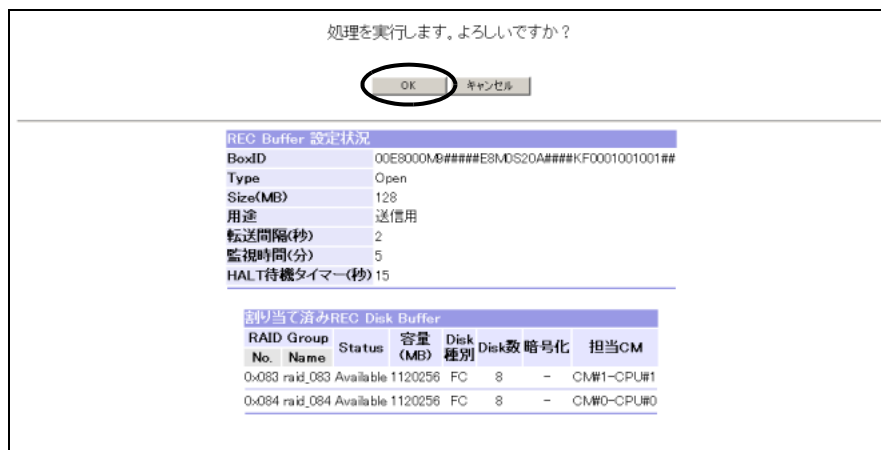 処理を実行します。よろしいですか？
OK キャンセル
REC Buffer 設定状況
BoxID 00E8000M9#####E8MDS20A####KF0001001001##
Type Open
Size(MB) 128
用途 送信用
転送間隔(秒) 2
監視時間(分) 5
HALT待機タイマー(秒) 15
割り当て済みREC Disk Buffer
RAID Group Status 容量(MB) Disk種別 Disk数 暗号化 担当CM
No. Name
0x083 raid_083 Available 1120256 FC 8 - CM#1-CPU#1
0x084 raid_084 Available 1120256 FC 8 - CM#0-CPU#0